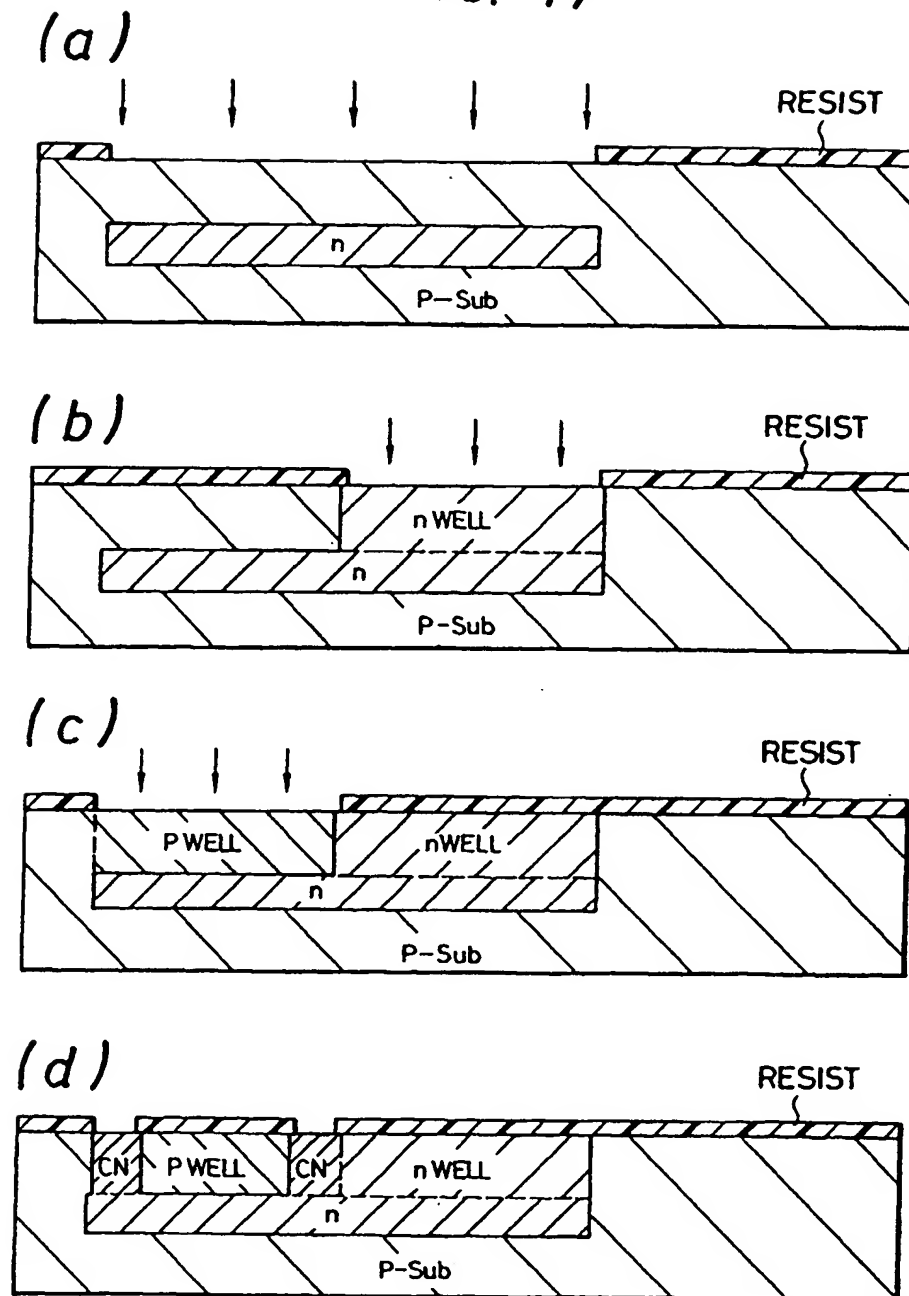 (a)
RESIST
n
P-Sub
(b)
RESIST
n WELL
n
P-Sub
(c)
RESIST
P WELL
nWELL
n
P-Sub
(d)
RESIST
CN
P WELL
CN
n WELL
n
P-Sub